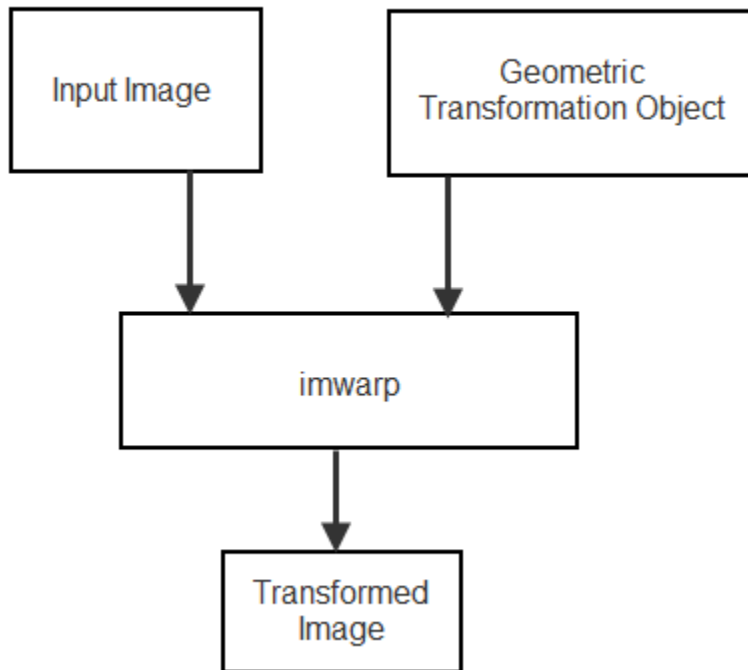 Input Image
Geometric
Transformation Object
imwarp
Transformed
Image